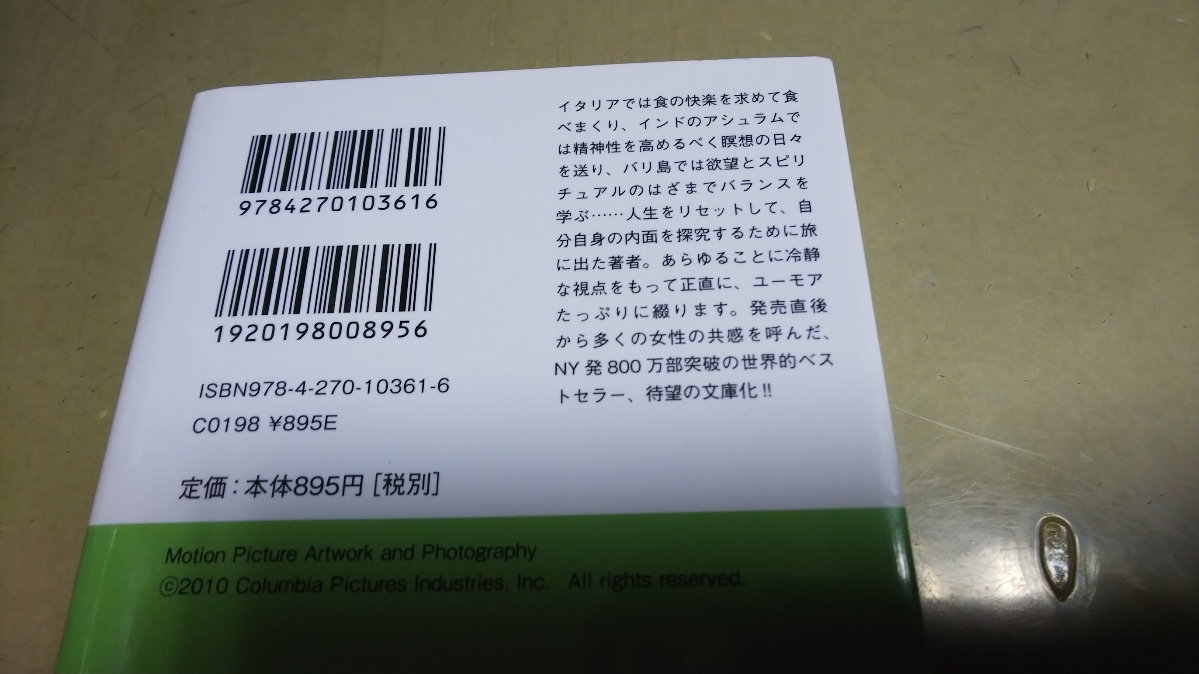 9784270103616
1920198008956
ISBN978-4-270-10361-6
C0198 ¥895E
定価：本体895円［税別］
イタリアでは食の快楽を求めて食
べまくり、インドのアシュラムで
は精神性を高めるべく瞑想の日々
を送り、バリ島では欲望とスピリ
チュアルのはざまでバランスを
学ぶ……人生をリセットして、自
分自身の内面を探究するために旅
に出た著者。あらゆることに冷静
な視点をもって正直に、ユーモア
たっぷりに綴ります。発売直後
から多くの女性の共感を呼んだ、
NY発800万部突破の世界的ベス
トセラー、待望の文庫化!!
Motion Picture Artwork and Photography
©2010 Columbia Pictures Industries, Inc. All rights reserved.